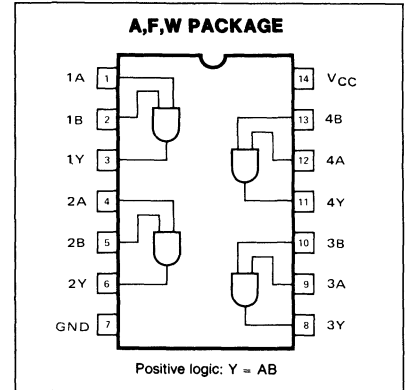 A,F,W PACKAGE
1A 1 14 VCC
1B 2 13 4B
1Y 3 12 4A
2A 4 11 4Y
2B 5 10 3B
2Y 6 9 3A
GND 7 8 3Y
Positive logic: Y = AB